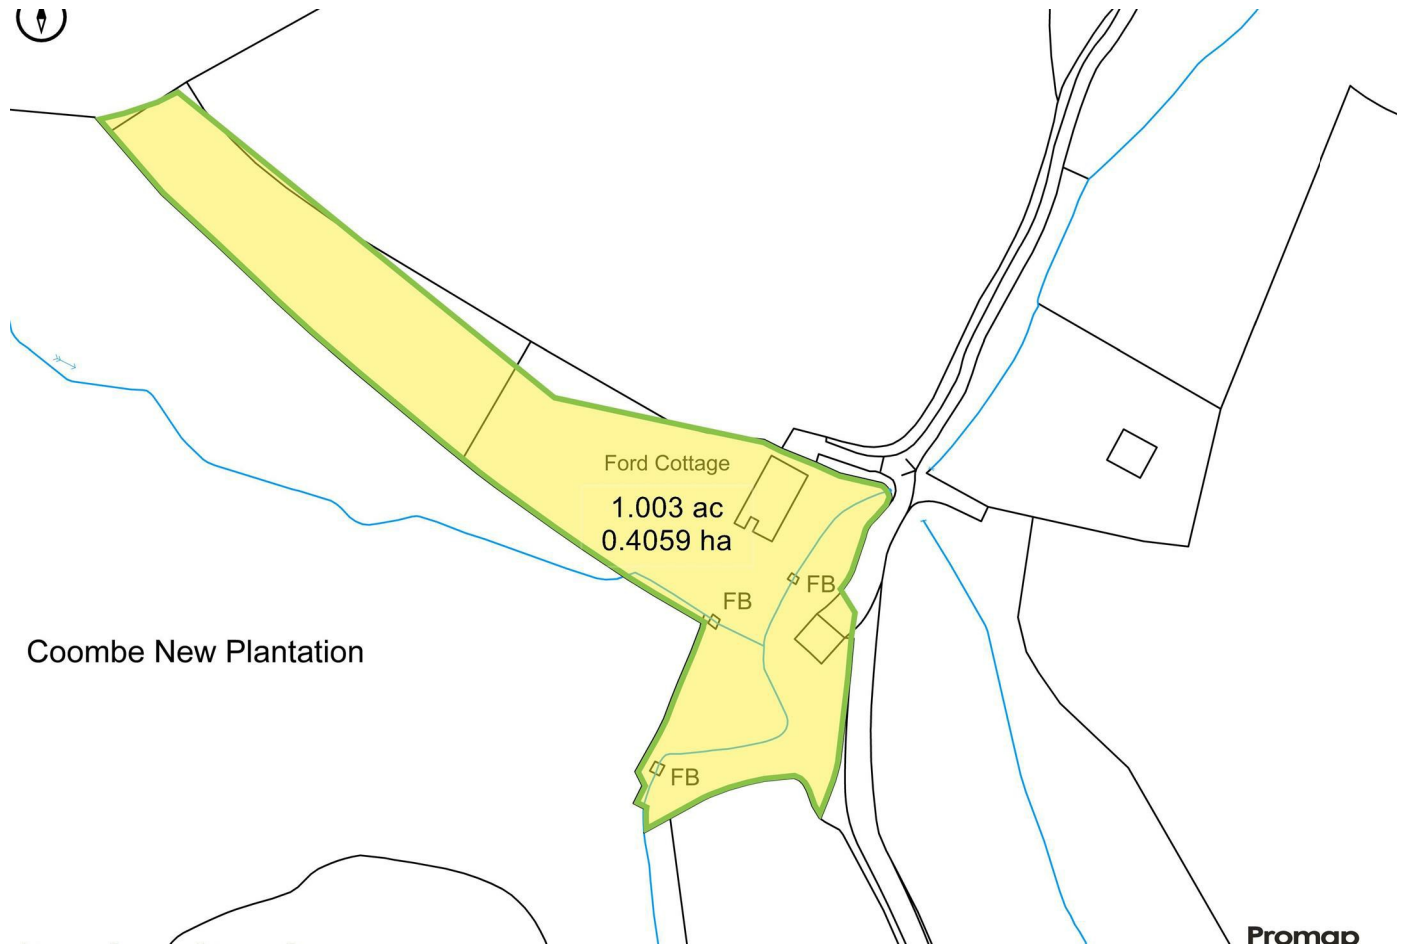 Ford Cottage
1.003 ac
0.4059 ha
FB
FB
Coombe New Plantation
FB
Promap